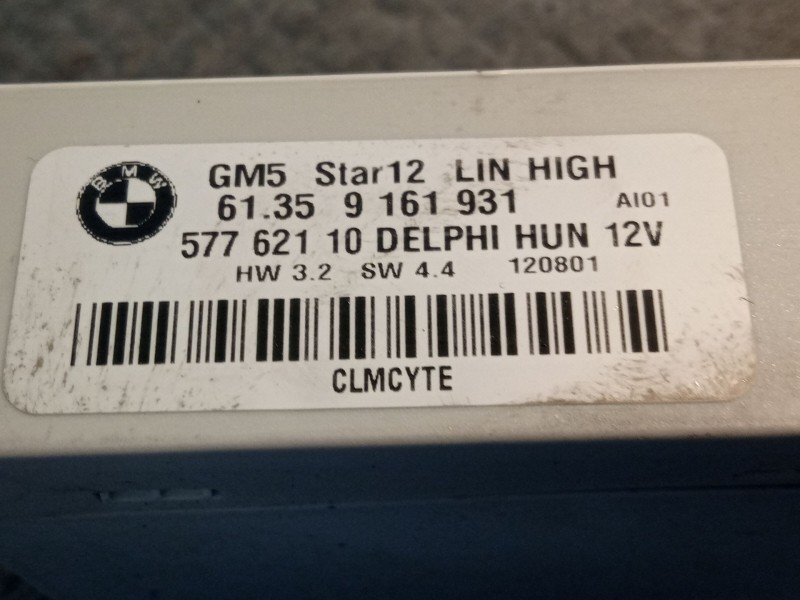 BMW
GM5 Star12 LIN HIGH
61.35 9 161 931 AI01
577 621 10 DELPHI HUN 12V
HW 3.2 SW 4.4 120801
CLMCYTE